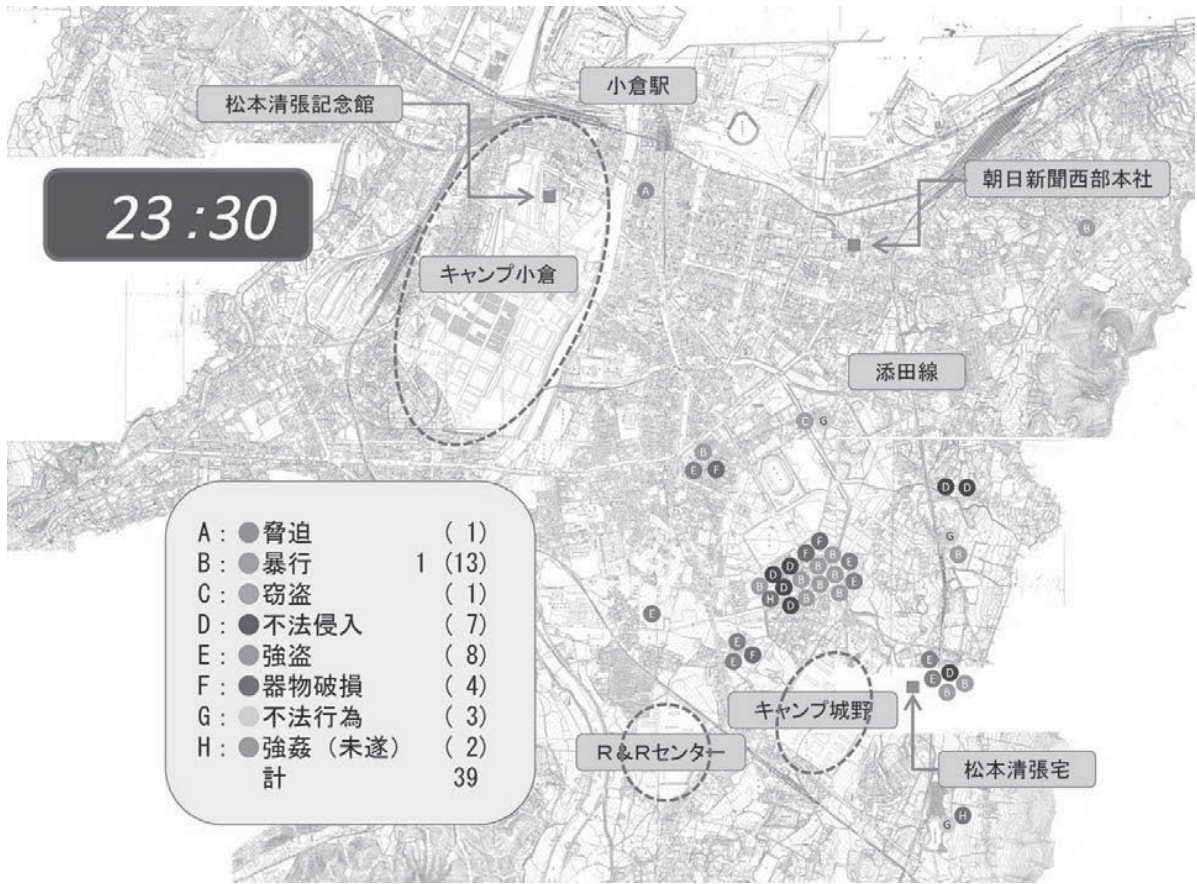 小倉駅
松本清張記念館
朝日新聞西部本社
23:30
A
B
キャンプ小倉
添田線
C G
B
E F
D D
G
B
F
F B E
D D B B B E
B D B B B
H D B B
E
E
E F
E
E D
E B B
キャンプ城野
R&Rセンター
松本清張宅
G H
A:●脅迫 ( 1)
B:●暴行 1 (13)
C:●窃盗 ( 1)
D:●不法侵入 ( 7)
E:●強盗 ( 8)
F:●器物破損 ( 4)
G:●不法行為 ( 3)
H:●強姦(未遂) ( 2)
計 39